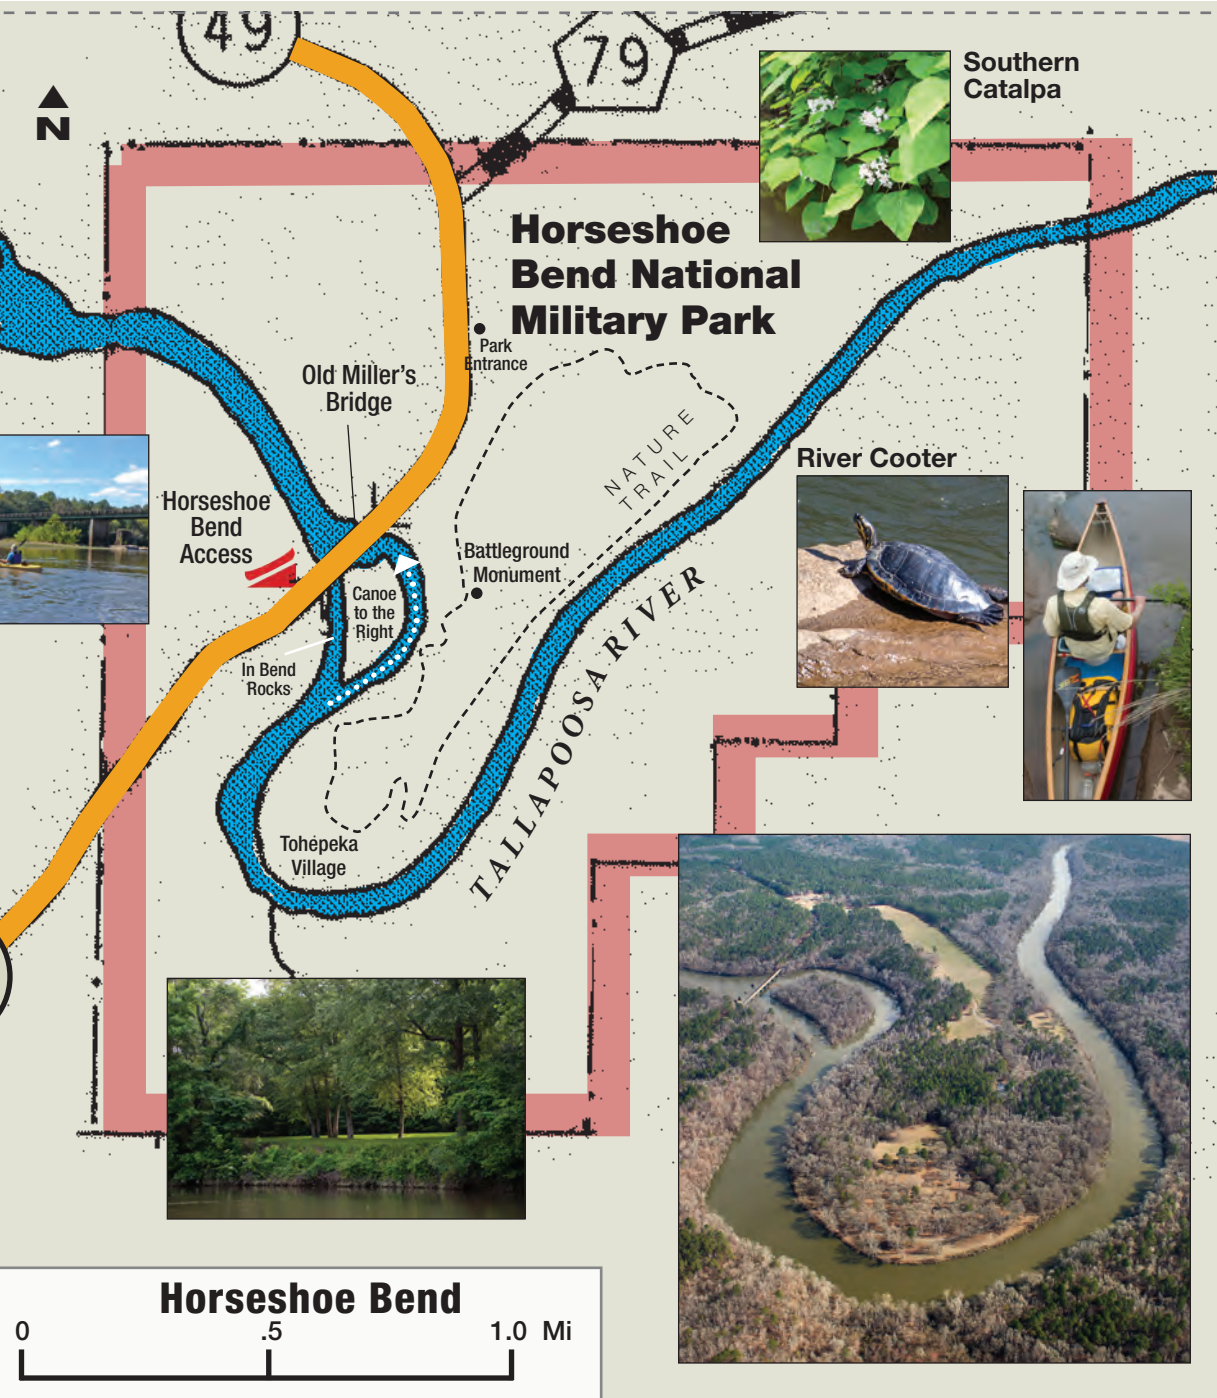 49
79
Southern
Catalpa
N
Horseshoe
Bend National
Military Park
Park
Entrance
Old Miller's
Bridge
NATURE
TRAIL
River Cooter
Horseshoe
Bend
Access
Battleground
Monument
Canoe
to the
Right
In Bend
Rocks
TALLAPOOSA RIVER
Tohepeka
Village
Horseshoe Bend
0 .5 1.0 Mi